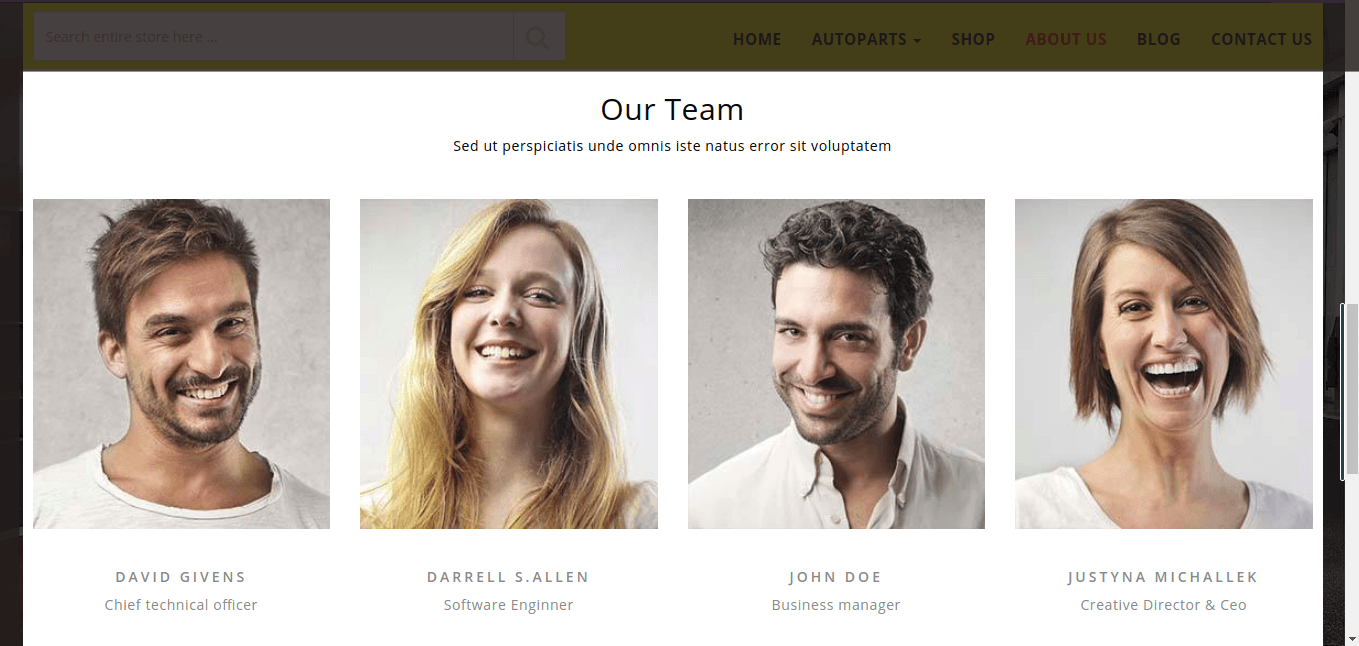 Search entire store here ...
HOME AUTOPARTS SHOP ABOUT US BLOG CONTACT US
Our Team
Sed ut perspiciatis unde omnis iste natus error sit voluptatem
DAVID GIVENS
Chief technical officer
DARRELL S.ALLEN
Software Enginner
JOHN DOE
Business manager
JUSTYNA MICHALLEK
Creative Director & Ceo